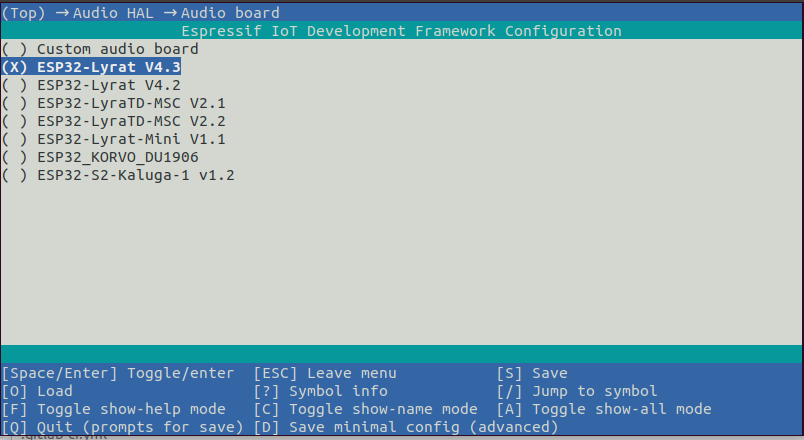 (Top) → Audio HAL → Audio board
Espressif IoT Development Framework Configuration
( ) Custom audio board
(X) ESP32-Lyrat V4.3
( ) ESP32-Lyrat V4.2
( ) ESP32-LyraTD-MSC V2.1
( ) ESP32-LyraTD-MSC V2.2
( ) ESP32-Lyrat-Mini V1.1
( ) ESP32_KORVO_DU1906
( ) ESP32-S2-Kaluga-1 v1.2
[Space/Enter] Toggle/enter [ESC] Leave menu [S] Save
[O] Load [?] Symbol info [/] Jump to symbol
[F] Toggle show-help mode [C] Toggle show-name mode [A] Toggle show-all mode
[Q] Quit (prompts for save) [D] Save minimal config (advanced)